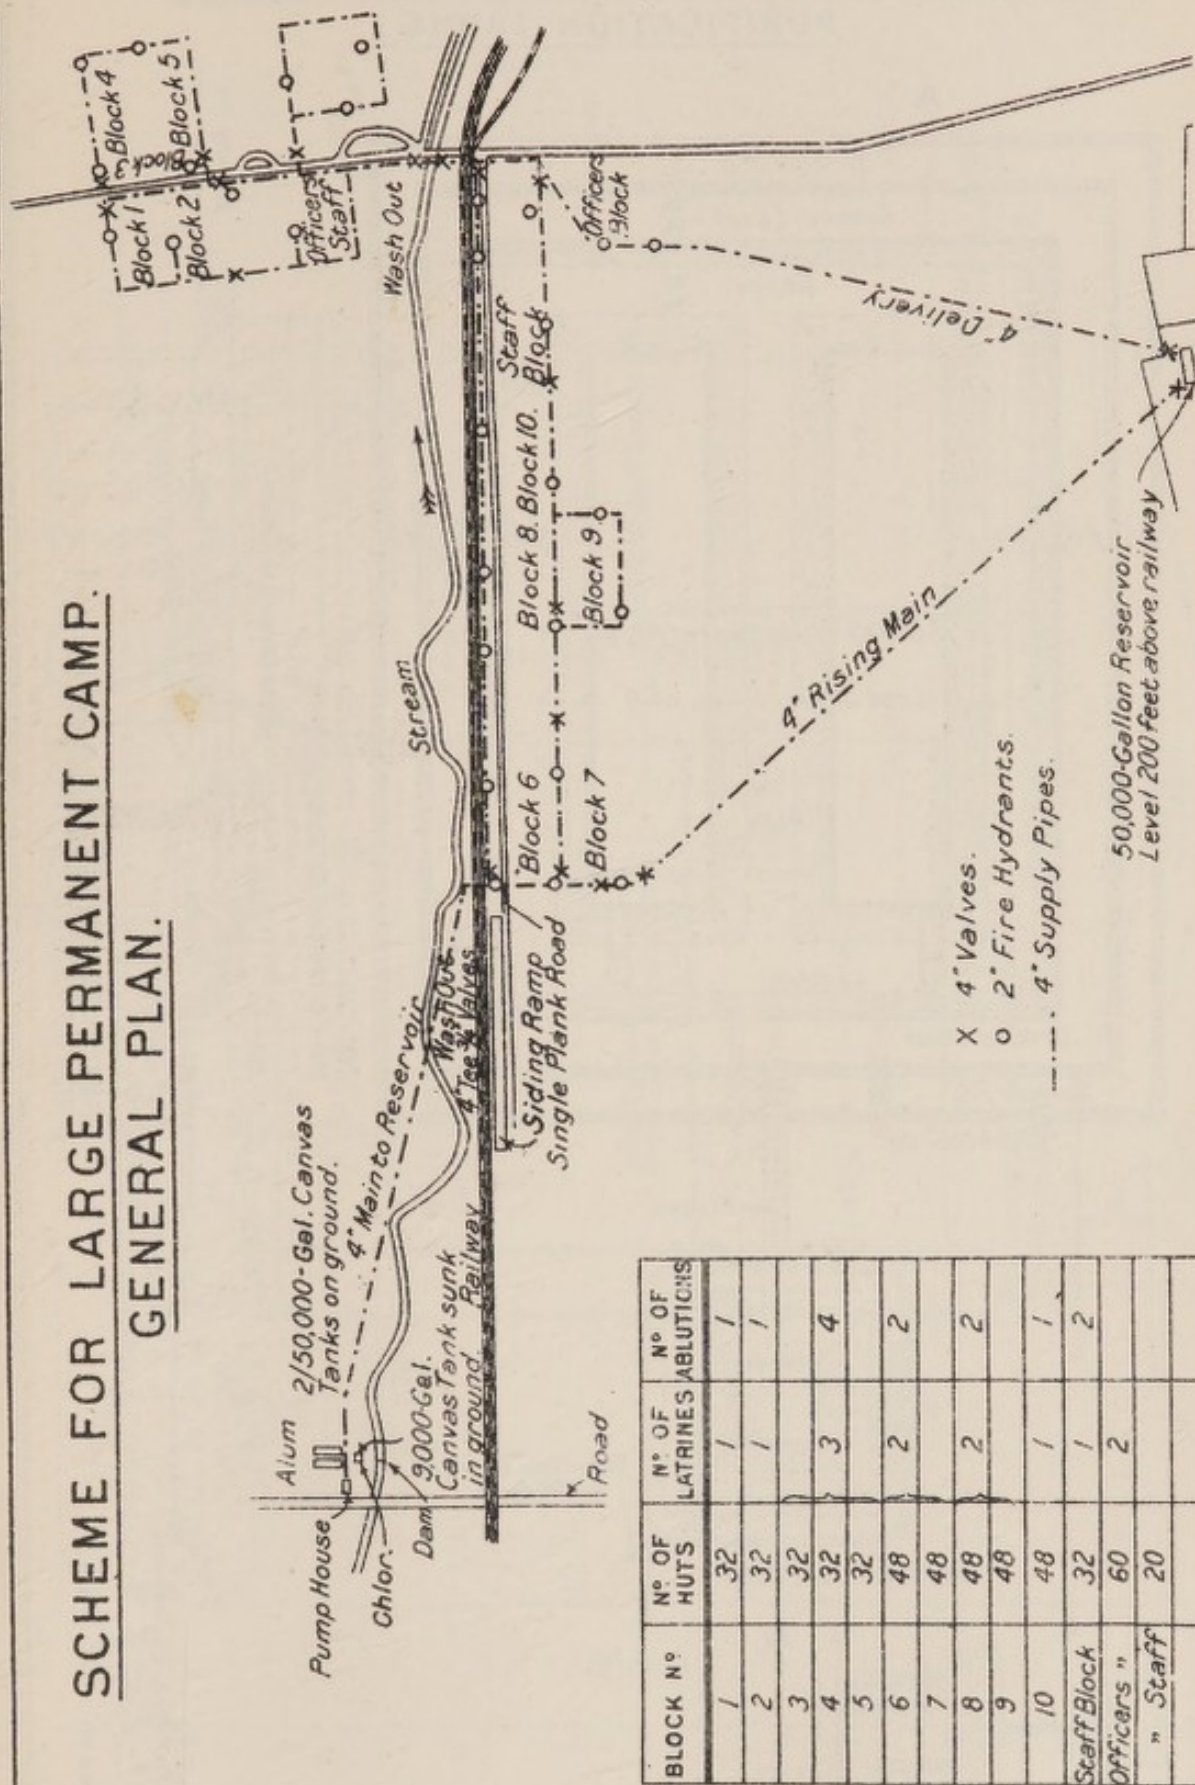 SCHEME FOR LARGE PERMANENT CAMP.
GENERAL PLAN.
Pump House
Alum
2/50,000-Gal. Canvas
Tanks on ground.
4" Main to Reservoir
Chlor.
Dam
9,000-Gal.
Canvas Tank sunk
in ground.
Railway
Road
Wash Out
4" Tee ¾ Valves
Siding Ramp
Single Plank Road
Stream
Wash Out
Block 1
Block 2
Block 3
Block 4
Block 5
Officers
Staff
Block 6
Block 7
Block 8.
Block 10.
Block 9.
Staff
Block
Officers
Block
4" Delivery
4" Rising Main
50,000-Gallon Reservoir
Level 200 feet above railway
X 4" Valves.
o 2" Fire Hydrants.
—·—· 4" Supply Pipes.
BLOCK Nº | Nº OF HUTS | Nº OF LATRINES | Nº OF ABLUTIONS
1 | 32 | 1 | 1
2 | 32 | 1 | 1
3 | 32
4 | 32 | 3 | 4
5 | 32
6 | 48 | 2 | 2
7 | 48
8 | 48 | 2 | 2
9 | 48
10 | 48 | 1 | 1
Staff Block | 32 | 1 | 2
Officers " | 60 | 2
" Staff | 20